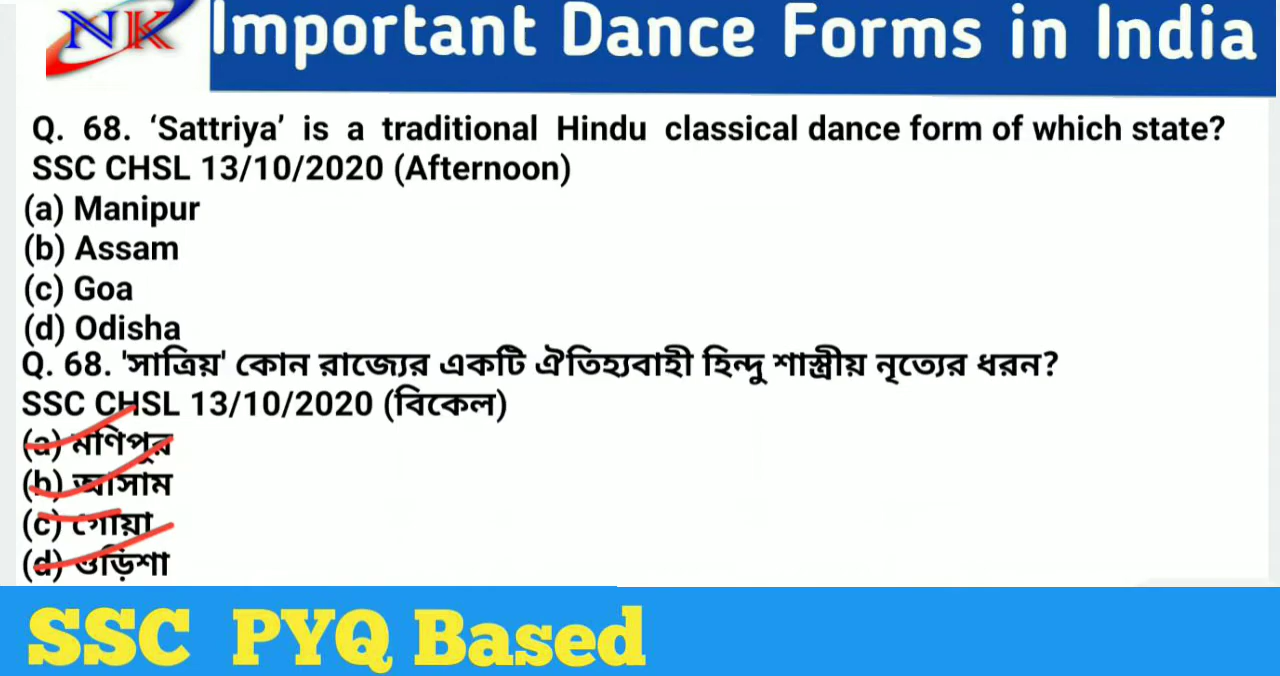 NK Important Dance Forms in India
Q. 68. ‘Sattriya’ is a traditional Hindu classical dance form of which state?
SSC CHSL 13/10/2020 (Afternoon)
(a) Manipur
(b) Assam
(c) Goa
(d) Odisha
Q. 68. 'সাত্রিয়' কোন রাজ্যের একটি ঐতিহ্যবাহী হিন্দু শাস্ত্রীয় নৃত্যের ধরন?
SSC CHSL 13/10/2020 (বিকেল)
(a) মণিপুর
(b) আসাম
(c) গোয়া
(d) ওড়িশা
SSC PYQ Based